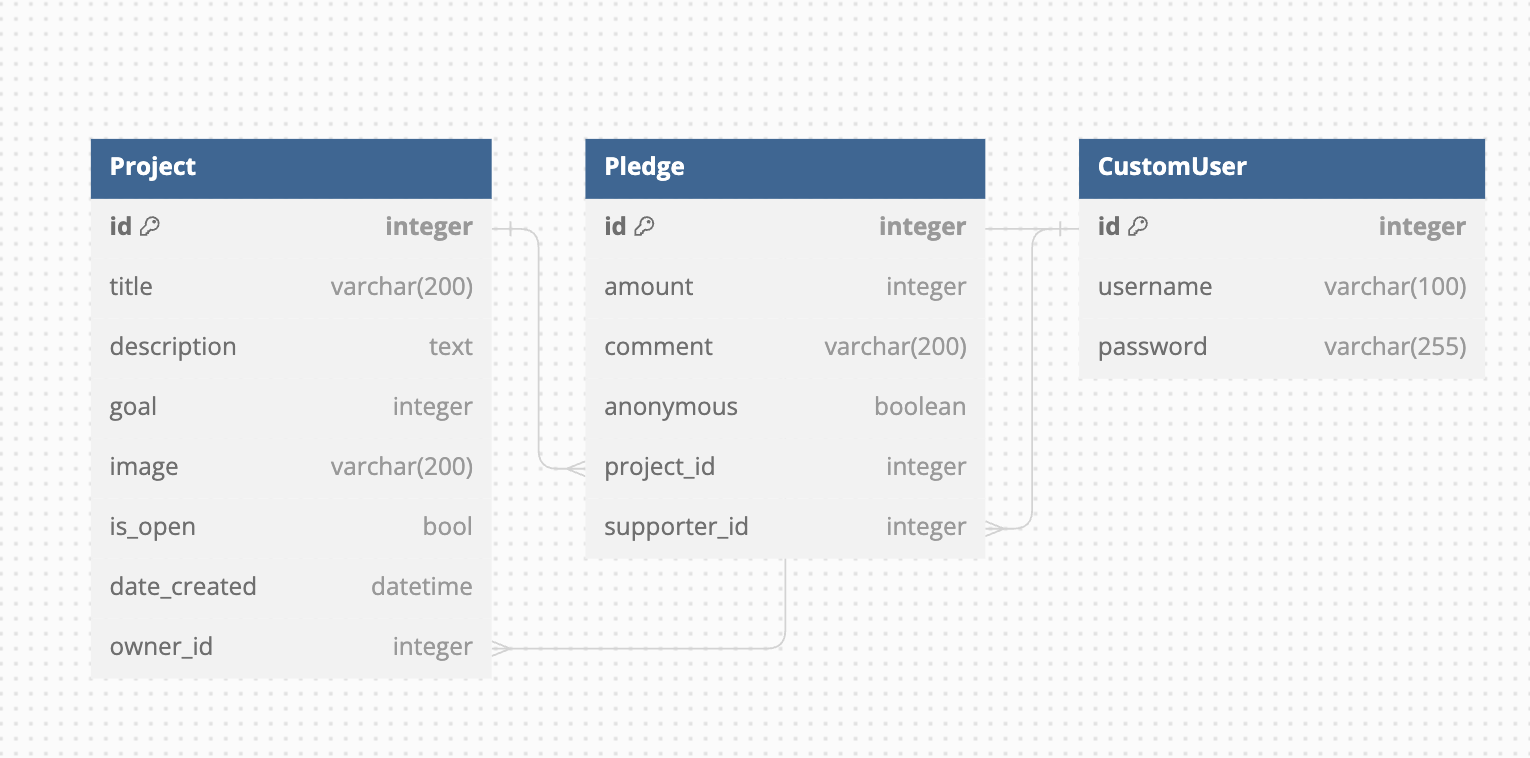 Project
id integer
title varchar(200)
description text
goal integer
image varchar(200)
is_open bool
date_created datetime
owner_id integer
Pledge
id integer
amount integer
comment varchar(200)
anonymous boolean
project_id integer
supporter_id integer
CustomUser
id integer
username varchar(100)
password varchar(255)